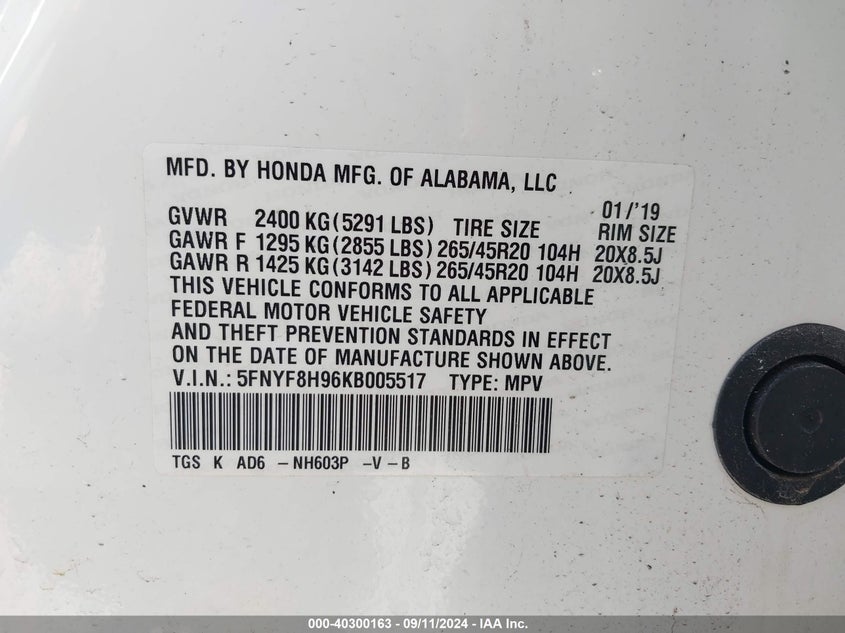 MFD. BY HONDA MFG. OF ALABAMA, LLC
01/'19
GVWR 2400 KG(5291 LBS) TIRE SIZE RIM SIZE
GAWR F 1295 KG(2855 LBS) 265/45R20 104H 20X8.5J
GAWR R 1425 KG(3142 LBS) 265/45R20 104H 20X8.5J
THIS VEHICLE CONFORMS TO ALL APPLICABLE
FEDERAL MOTOR VEHICLE SAFETY
AND THEFT PREVENTION STANDARDS IN EFFECT
ON THE DATE OF MANUFACTURE SHOWN ABOVE.
V.I.N.: 5FNYF8H96KB005517 TYPE: MPV
TGS K AD6 -NH603P -V -B
000-40300163 - 09/11/2024 - IAA Inc.